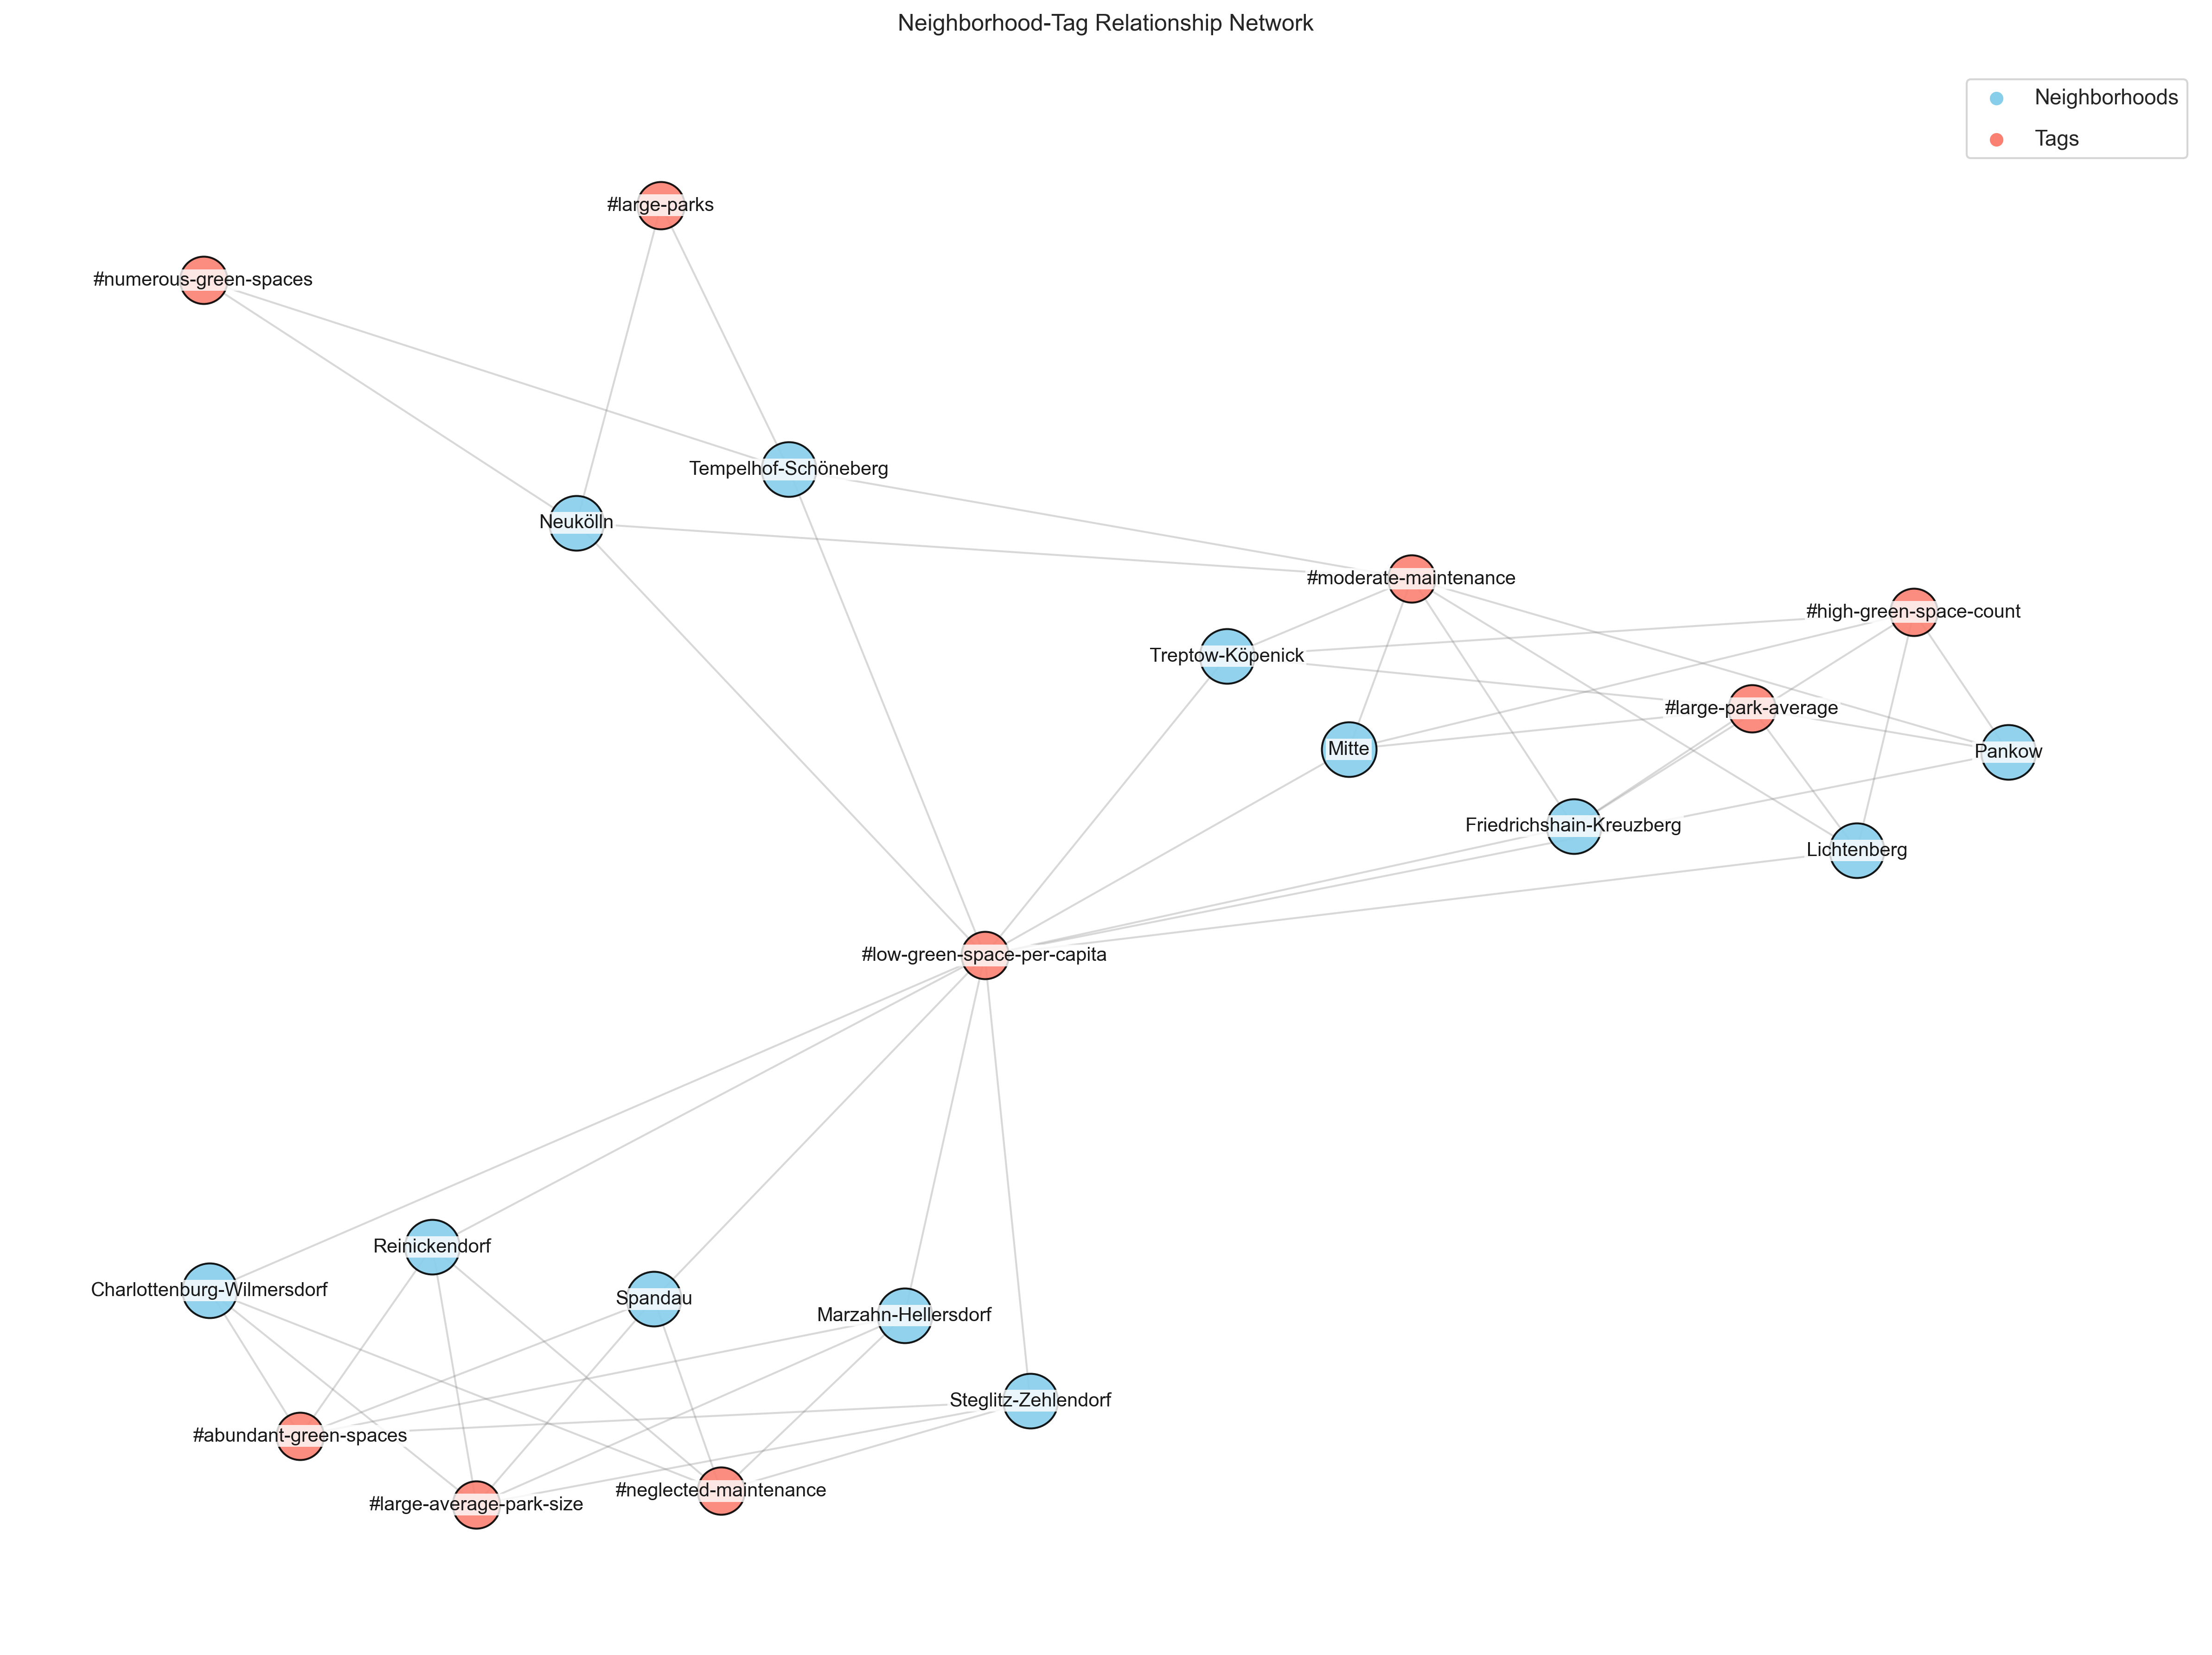 Neighborhood-Tag Relationship Network
Neighborhoods
Tags
#large-parks
#numerous-green-spaces
Tempelhof-Schöneberg
Neukölln
#moderate-maintenance
#high-green-space-count
Treptow-Köpenick
#large-park-average
Mitte
Pankow
Friedrichshain-Kreuzberg
Lichtenberg
#low-green-space-per-capita
Reinickendorf
Charlottenburg-Wilmersdorf
Spandau
Marzahn-Hellersdorf
Steglitz-Zehlendorf
#abundant-green-spaces
#neglected-maintenance
#large-average-park-size